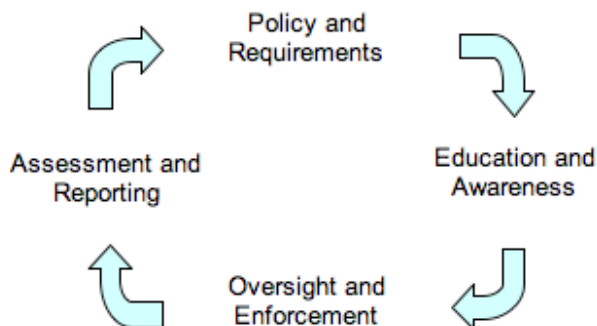 Policy and
Requirements
Education and
Awareness
Oversight and
Enforcement
Assessment and
Reporting